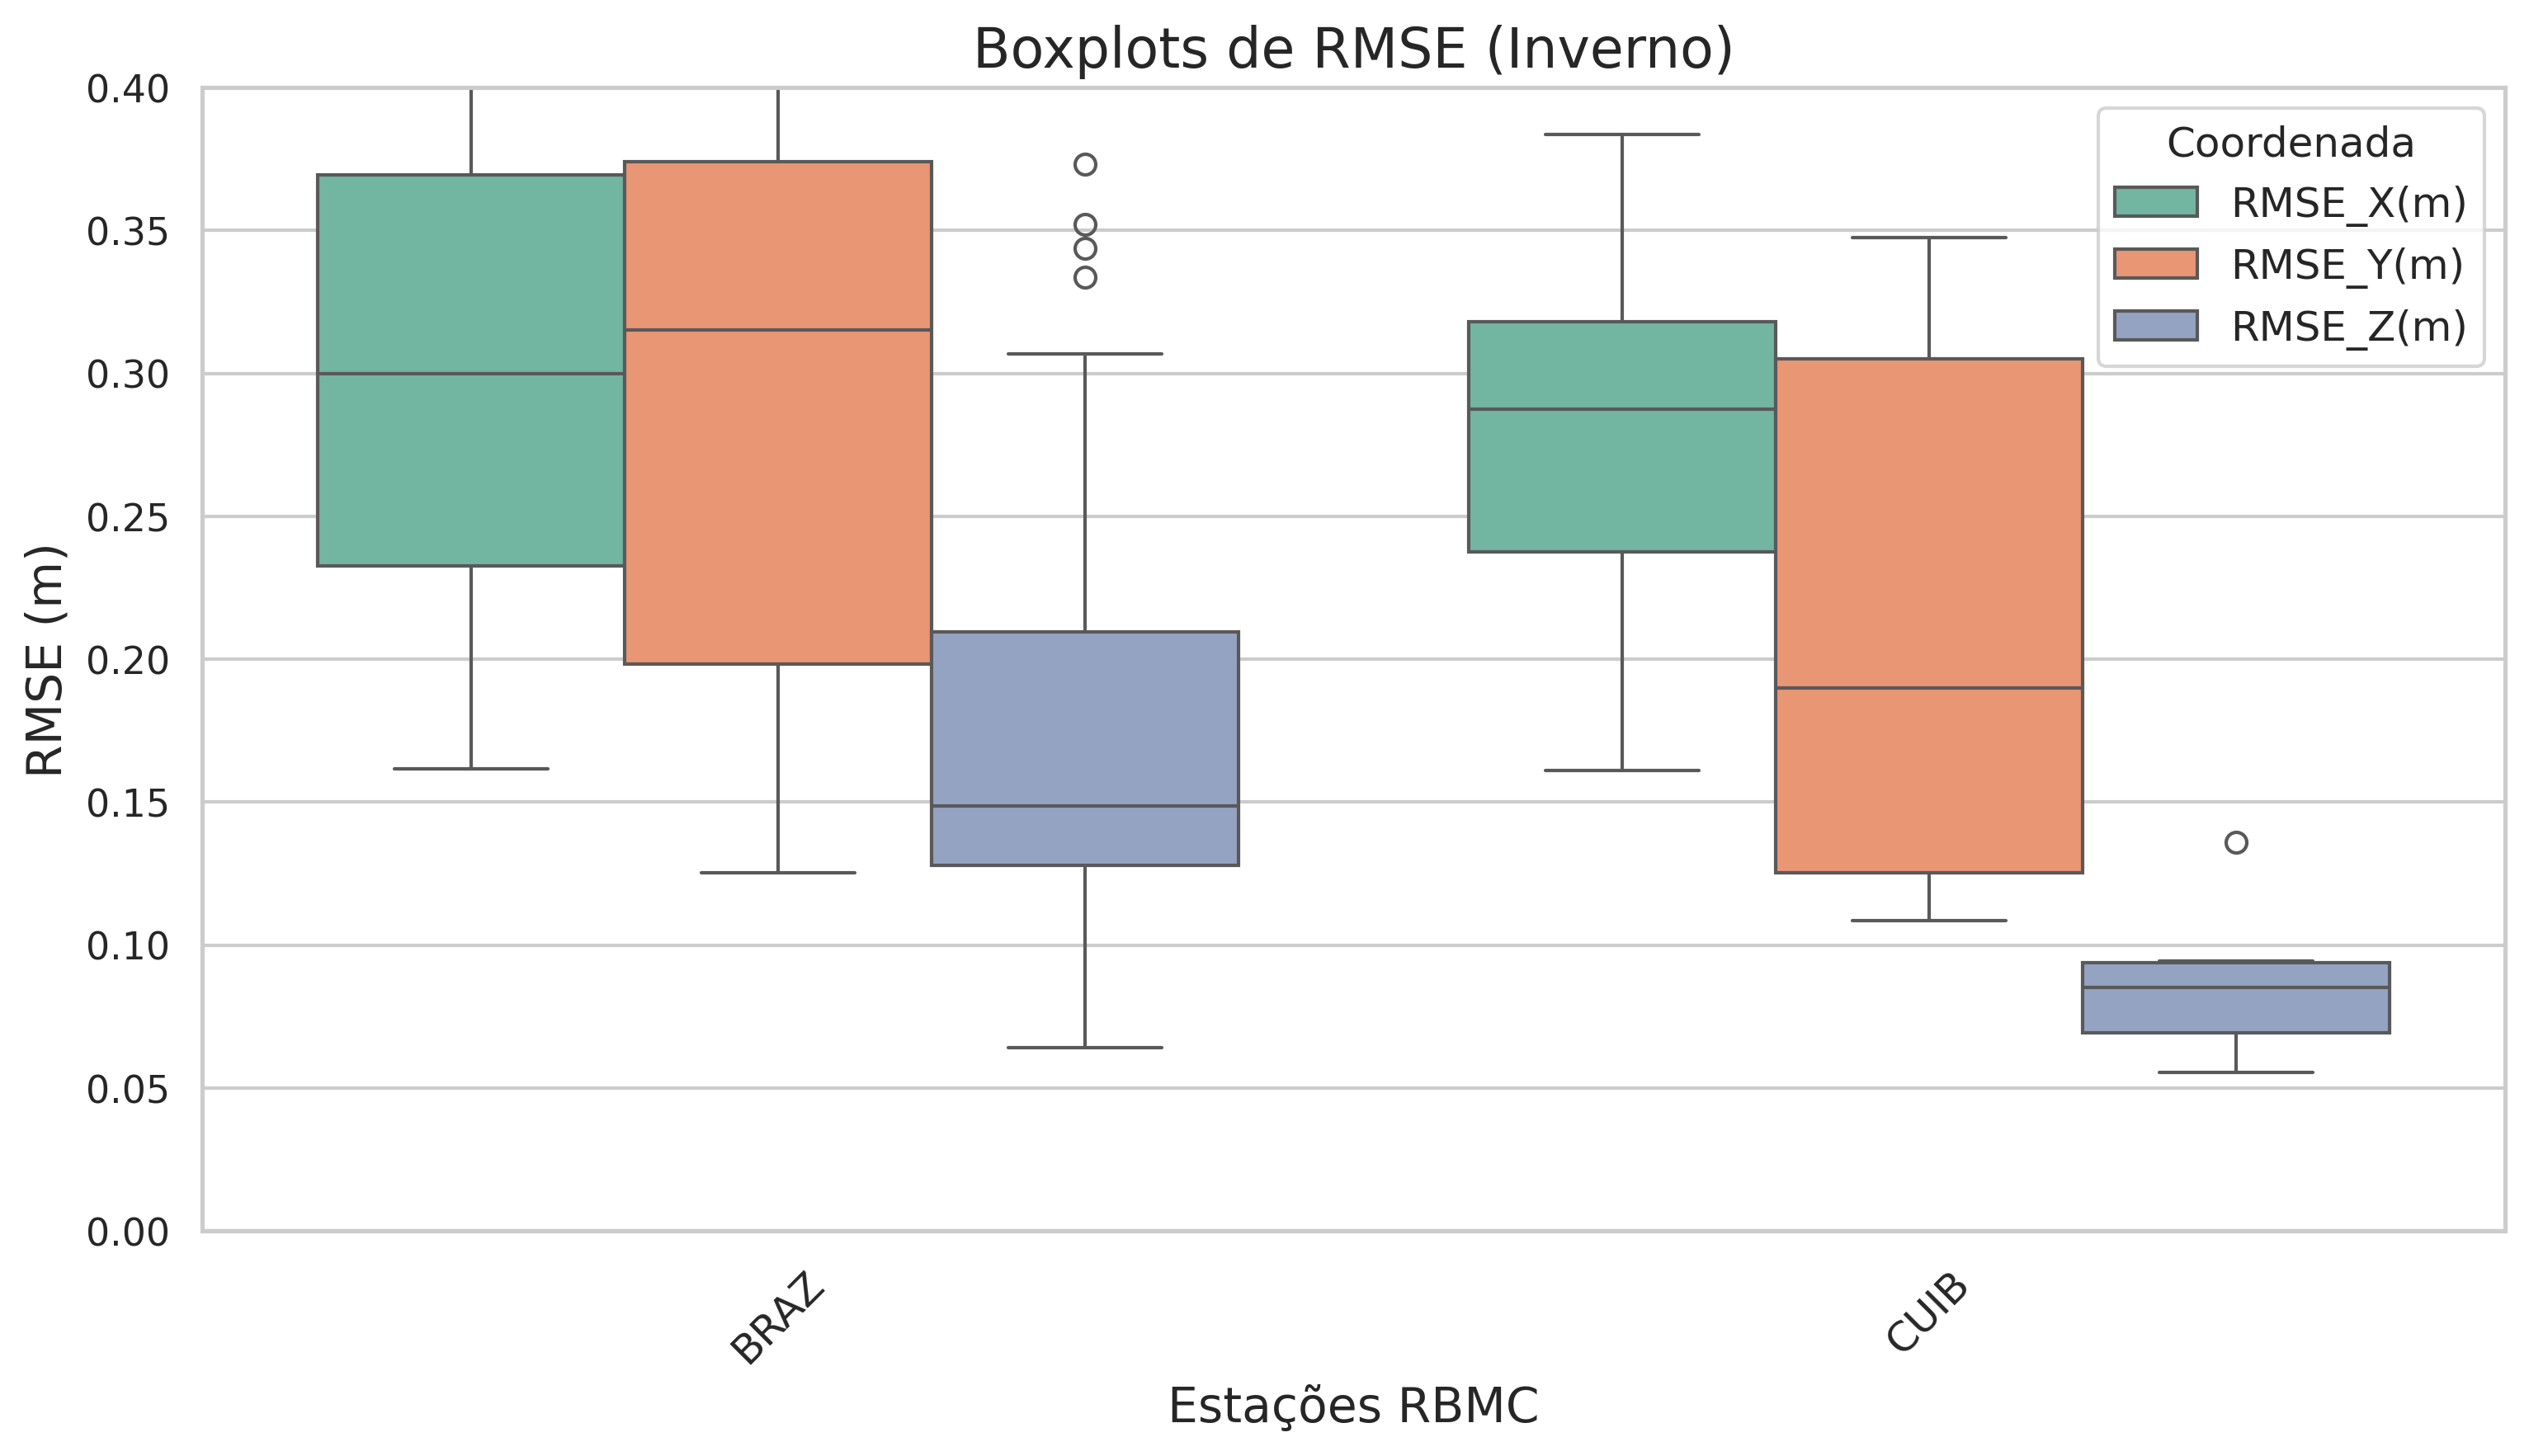 Boxplots de RMSE (Inverno)
0.40
0.35
0.30
0.25
0.20
0.15
0.10
0.05
0.00
RMSE (m)
Coordenada
RMSE_X(m)
RMSE_Y(m)
RMSE_Z(m)
BRAZ
CUIB
Estações RBMC